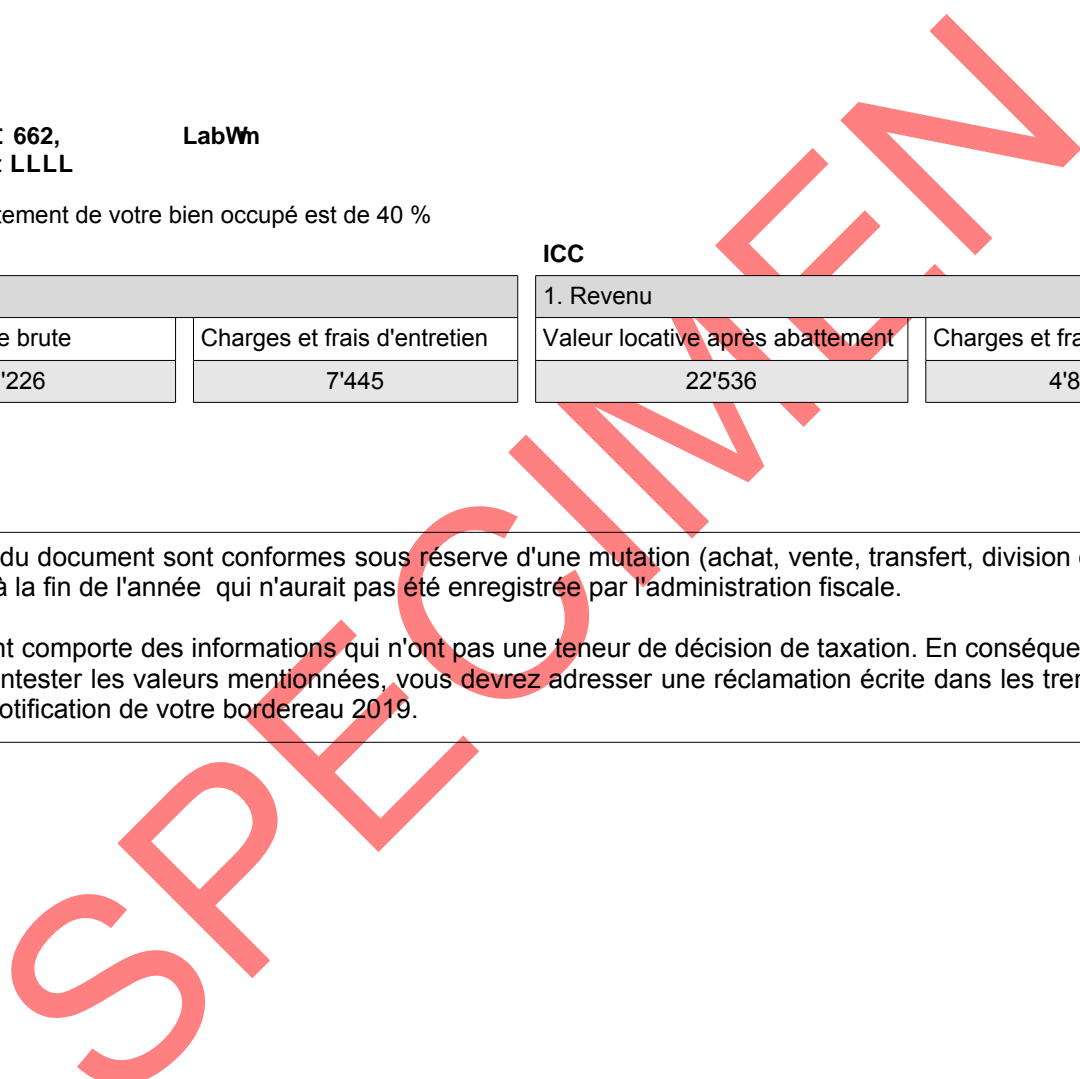 : 662, LabWm
: LLLL
tement de votre bien occupé est de 40 %
ICC
1. Revenu
e brute Charges et frais d'entretien Valeur locative après abattement Charges et fra
'226 7'445 22'536 4'8
du document sont conformes sous réserve d'une mutation (achat, vente, transfert, division
à la fin de l'année qui n'aurait pas été enregistrée par l'administration fiscale.
nt comporte des informations qui n'ont pas une teneur de décision de taxation. En conséque
ntester les valeurs mentionnées, vous devrez adresser une réclamation écrite dans les tren
otification de votre bordereau 2019.
SPECIMEN